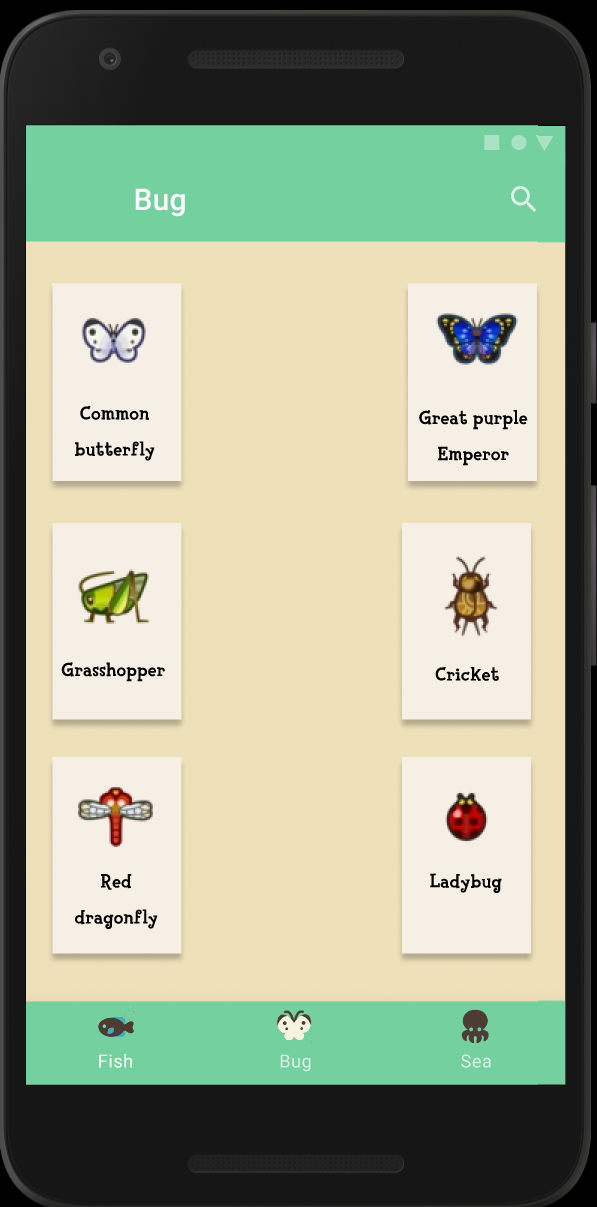 Bug
Common
butterfly
Great purple
Emperor
Grasshopper
Cricket
Red
dragonfly
Ladybug
Fish
Bug
Sea